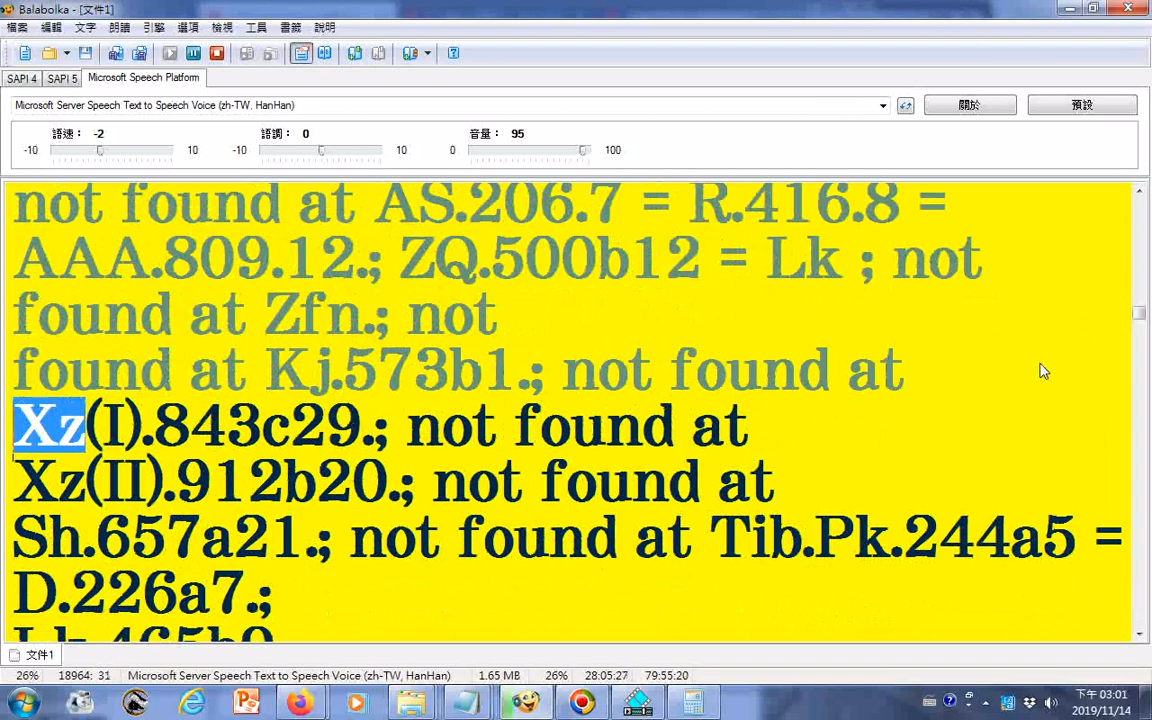 Balabolka - [文件1]
檔案 編輯 文字 朗讀 引擎 選項 檢視 工具 書籤 說明
SAPI 4 SAPI 5 Microsoft Speech Platform
Microsoft Server Speech Text to Speech Voice (zh-TW, HanHan) 關於 預設
語速： -2 語調： 0 音量： 95
-10 10 -10 10 0 100
not found at AS.206.7 = R.416.8 =
AAA.809.12.; ZQ.500b12 = Lk ; not
found at Zfn.; not
found at Kj.573b1.; not found at
Xz(I).843c29.; not found at
Xz(II).912b20.; not found at
Sh.657a21.; not found at Tib.Pk.244a5 =
D.226a7.;
Lk.465b9
文件1
26% 18964: 31 Microsoft Server Speech Text to Speech Voice (zh-TW, HanHan) 1.65 MB 26% 28:05:27 79:55:20
下午 03:01
2019/11/14